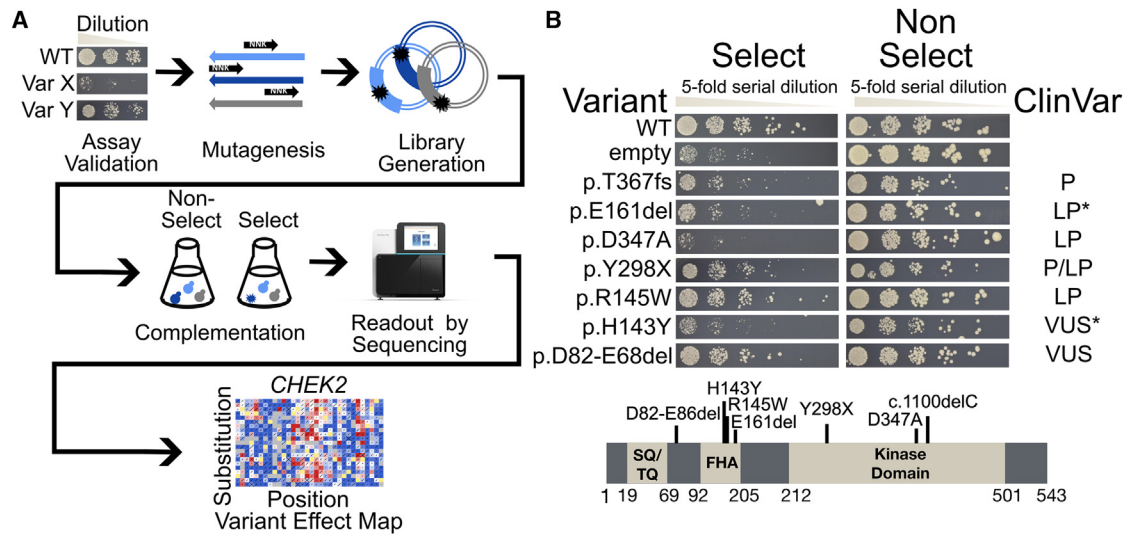 A
Dilution
WT
Var X
Var Y
Assay
Validation
NNK
NNK
NNK
Mutagenesis
Library
Generation
Non-
Select
Select
Complementation
Readout by
Sequencing
CHEK2
Substitution
Position
Variant Effect Map
B
Select
Non
Select
5-fold serial dilution
5-fold serial dilution
Variant
ClinVar
WT
empty
p.T367fs P
p.E161del LP*
p.D347A LP
p.Y298X P/LP
p.R145W LP
p.H143Y VUS*
p.D82-E68del VUS
H143Y
D82-E86del
R145W
E161del
Y298X
c.1100delC
D347A
SQ/
TQ
FHA
Kinase
Domain
1 19 69 92 205 212 501 543